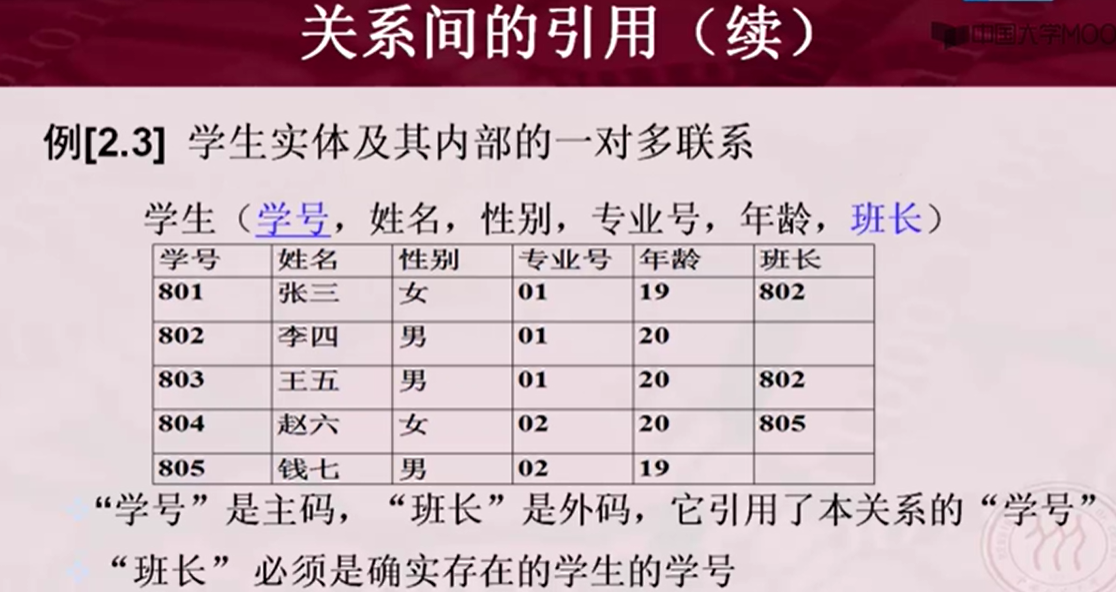 关系间的引用（续）
中国大学MOO
例[2.3] 学生实体及其内部的一对多联系
学生（学号，姓名，性别，专业号，年龄，班长）
学号 姓名 性别 专业号 年龄 班长
801 张三 女 01 19 802
802 李四 男 01 20
803 王五 男 01 20 802
804 赵六 女 02 20 805
805 钱七 男 02 19
“学号”是主码，“班长”是外码，它引用了本关系的“学号”
“班长” 必须是确实存在的学生的学号